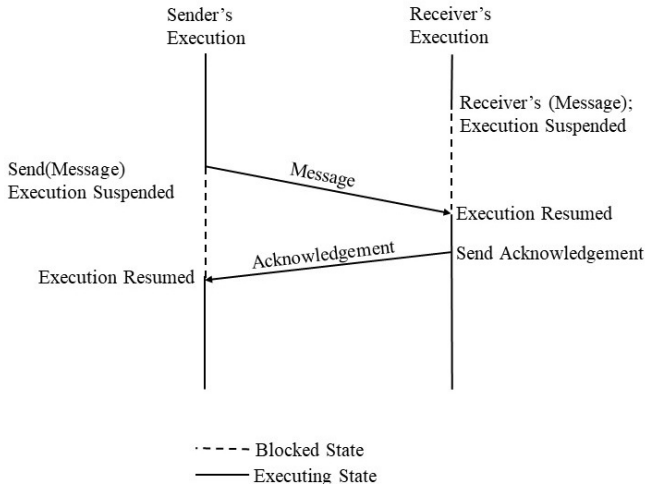 Sender's
Execution
Receiver's
Execution
Receiver's (Message);
Execution Suspended
Send(Message)
Execution Suspended
Message
Execution Resumed
Acknowledgement
Send Acknowledgement
Execution Resumed
Blocked State
Executing State